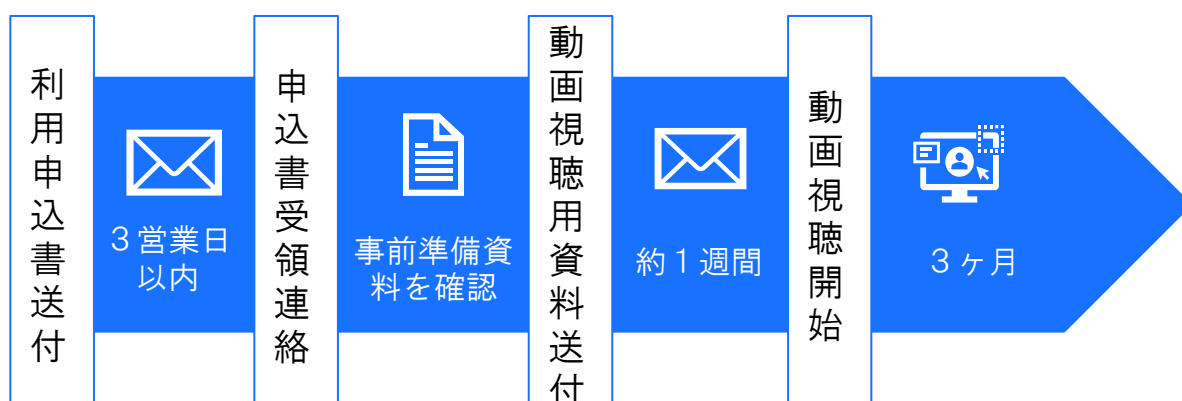 利用申込書送付
３営業日
以内
申込書受領連絡
事前準備資
料を確認
動画視聴用資料送付
約１週間
動画視聴開始
３ヶ月